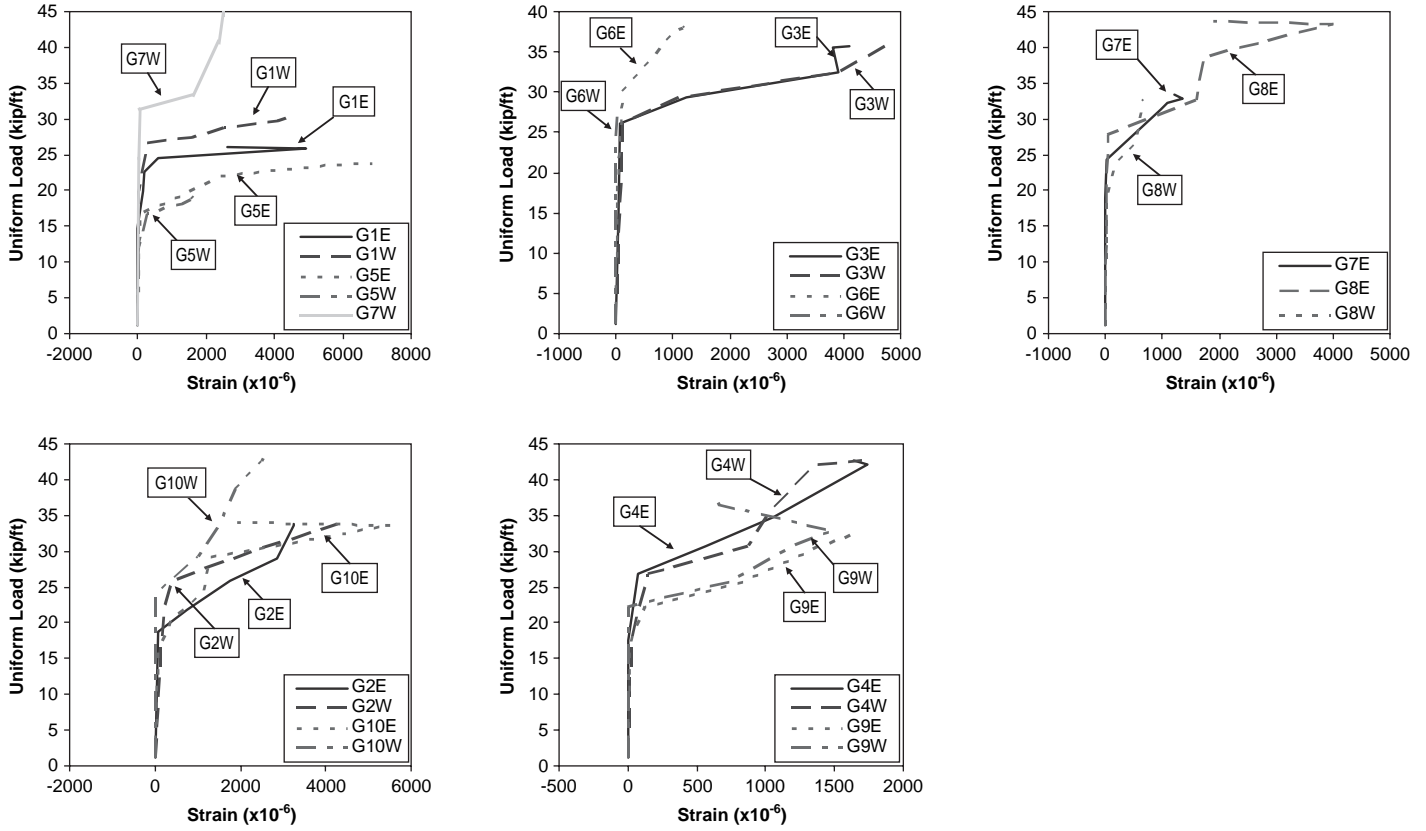 45
40
35
30
25
20
15
10
5
0
-2000 0 2000 4000 6000 8000
Uniform Load (kip/ft)
Strain (x10-6)
G7W
G1W
G1E
G5E
G5W
G1E
G1W
G5E
G5W
G7W
40
35
30
25
20
15
10
5
0
-1000 0 1000 2000 3000 4000 5000
Uniform Load (kip/ft)
Strain (x10-6)
G6E
G3E
G6W
G3W
G3E
G3W
G6E
G6W
45
40
35
30
25
20
15
10
5
0
-1000 0 1000 2000 3000 4000 5000
Uniform Load (kip/ft)
Strain (x10-6)
G7E
G8E
G8W
G7E
G8E
G8W
45
40
35
30
25
20
15
10
5
0
-2000 0 2000 4000 6000
Uniform Load (kip/ft)
Strain (x10-6)
G10W
G10E
G2E
G2W
G2E
G2W
G10E
G10W
45
40
35
30
25
20
15
10
5
0
-500 0 500 1000 1500 2000
Uniform Load (kip/ft)
Strain (x10-6)
G4W
G4E
G9W
G9E
G4E
G4W
G9E
G9W